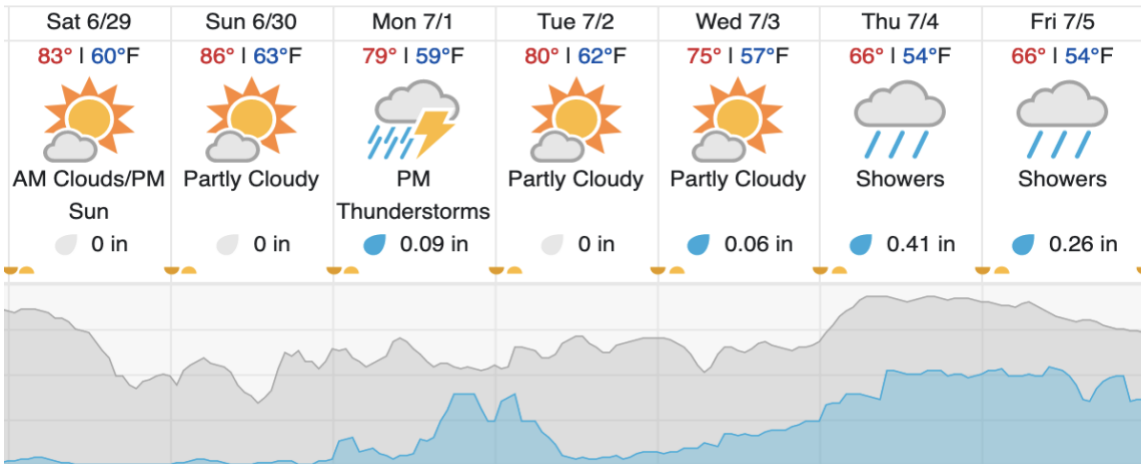 Sat 6/29 Sun 6/30 Mon 7/1 Tue 7/2 Wed 7/3 Thu 7/4 Fri 7/5
83° | 60°F 86° | 63°F 79° | 59°F 80° | 62°F 75° | 57°F 66° | 54°F 66° | 54°F
AM Clouds/PM Partly Cloudy PM Partly Cloudy Partly Cloudy Showers Showers
Sun Thunderstorms
0 in 0 in 0.09 in 0 in 0.06 in 0.41 in 0.26 in